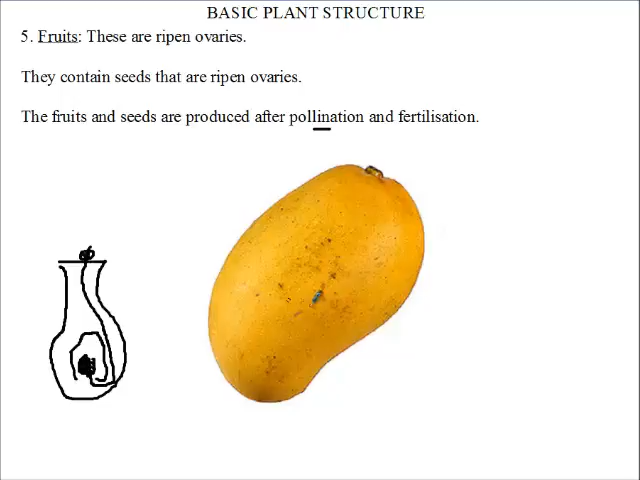 BASIC PLANT STRUCTURE
5. Fruits: These are ripen ovaries.
They contain seeds that are ripen ovaries.
The fruits and seeds are produced after pollination and fertilisation.